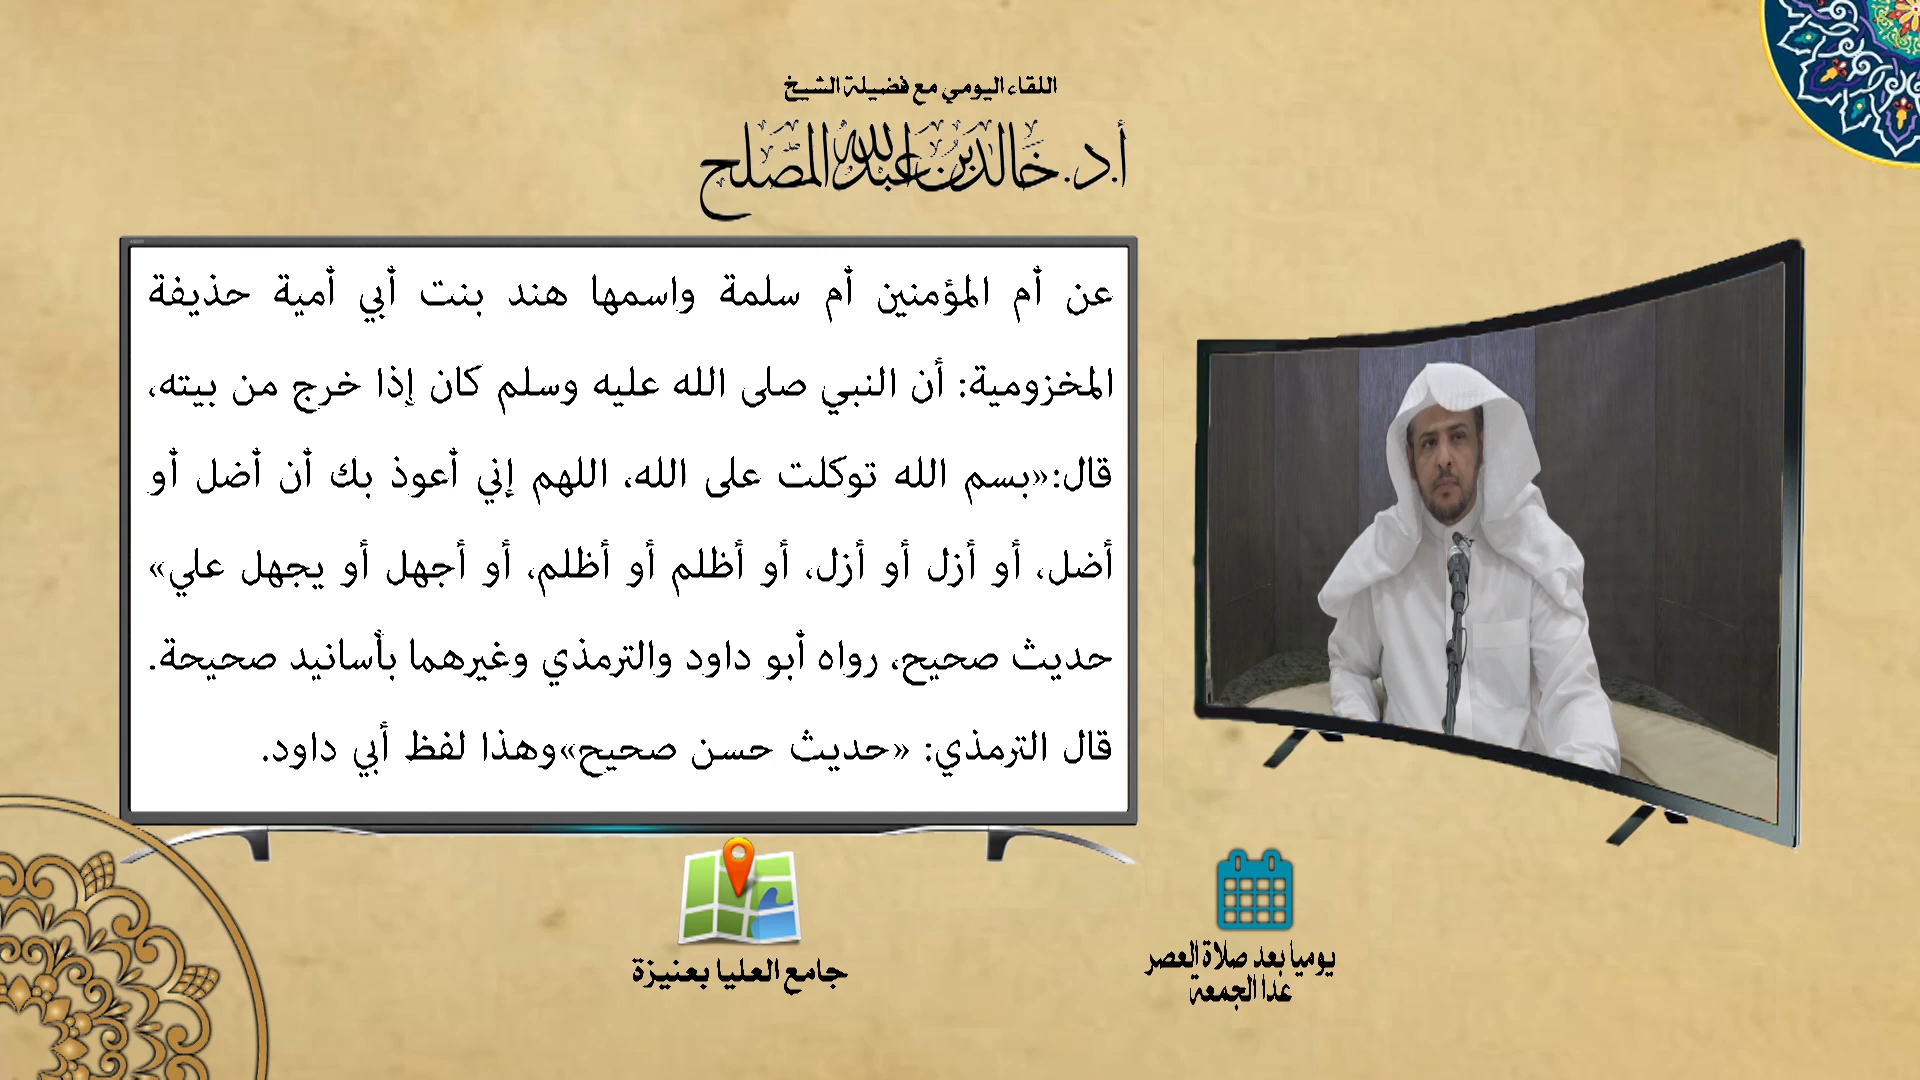 اللقاء اليومي مع فضيلة الشيخ
أ.د. خالد بن عبدالله المصلح
عن أم المؤمنين أم سلمة واسمها هند بنت أبي أمية حذيفة
المخزومية: أن النبي صلى الله عليه وسلم كان إذا خرج من بيته،
قال:«بسم الله توكلت على الله، اللهم إني أعوذ بك أن أضل أو
أضل، أو أزل أو أزل، أو أظلم أو أظلم، أو أجهل أو يجهل علي»
حديث صحيح، رواه أبو داود والترمذي وغيرهما بأسانيد صحيحة.
قال الترمذي: «حديث حسن صحيح»وهذا لفظ أبي داود.
يوميا بعد صلاة العصر
عدا الجمعة
جامع العليا بعنيزة